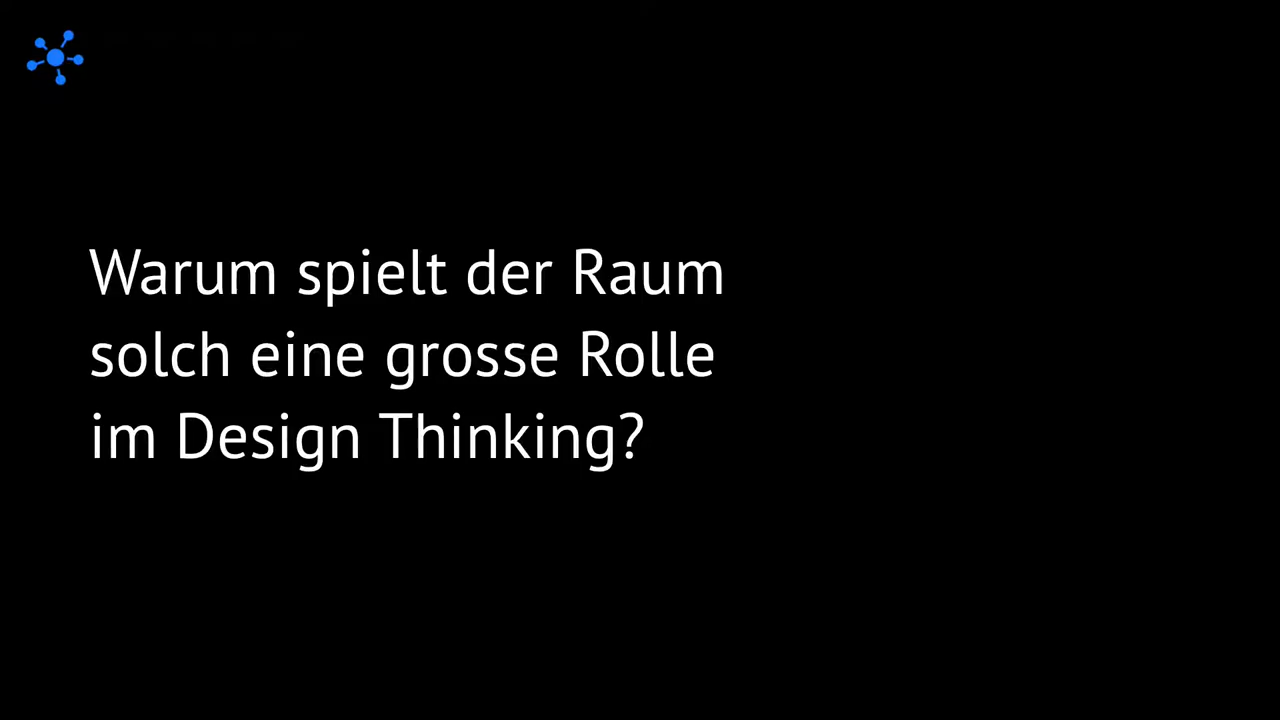 Warum spielt der Raum
solch eine grosse Rolle
im Design Thinking?